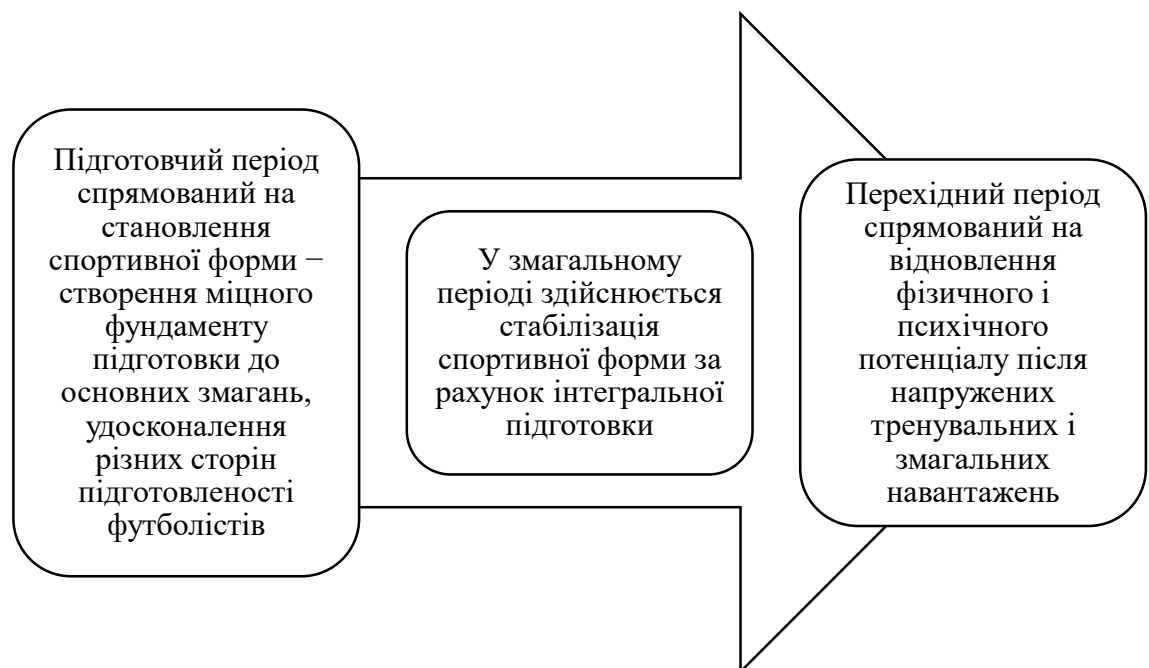 Підготовчий період
спрямований на
становлення
спортивної форми −
створення міцного
фундаменту
підготовки до
основних змагань,
удосконалення
різних сторін
підготовленості
футболістів
У змагальному
періоді здійснюється
стабілізація
спортивної форми за
рахунок інтегральної
підготовки
Перехідний період
спрямований на
відновлення
фізичного і
психічного
потенціалу після
напружених
тренувальних і
змагальних
навантажень